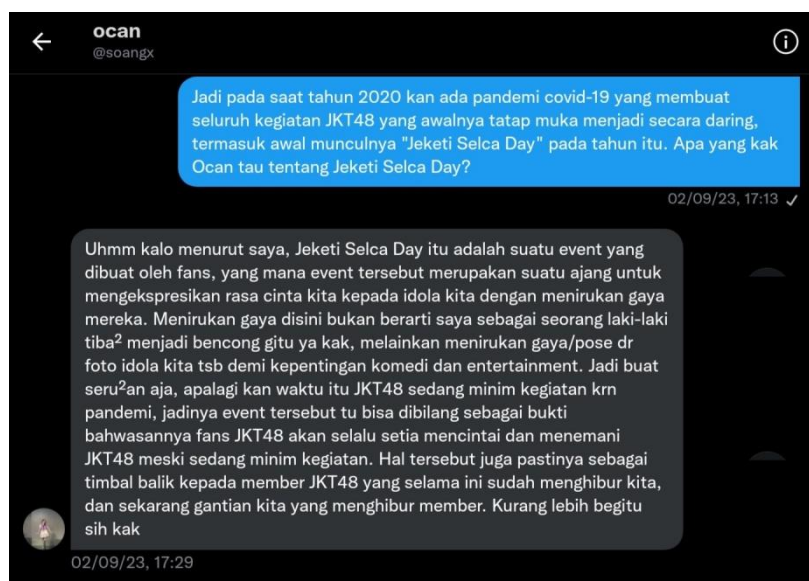 ocan
@soangx
Jadi pada saat tahun 2020 kan ada pandemi covid-19 yang membuat
seluruh kegiatan JKT48 yang awalnya tatap muka menjadi secara daring,
termasuk awal munculnya "Jeketi Selca Day" pada tahun itu. Apa yang kak
Ocan tau tentang Jeketi Selca Day?
02/09/23, 17:13 ✓
Uhmm kalo menurut saya, Jeketi Selca Day itu adalah suatu event yang
dibuat oleh fans, yang mana event tersebut merupakan suatu ajang untuk
mengekspresikan rasa cinta kita kepada idola kita dengan menirukan gaya
mereka. Menirukan gaya disini bukan berarti saya sebagai seorang laki-laki
tiba² menjadi bencong gitu ya kak, melainkan menirukan gaya/pose dr
foto idola kita tsb demi kepentingan komedi dan entertainment. Jadi buat
seru²an aja, apalagi kan waktu itu JKT48 sedang minim kegiatan krn
pandemi, jadinya event tersebut tu bisa dibilang sebagai bukti
bahwasannya fans JKT48 akan selalu setia mencintai dan menemani
JKT48 meski sedang minim kegiatan. Hal tersebut juga pastinya sebagai
timbal balik kepada member JKT48 yang selama ini sudah menghibur kita,
dan sekarang gantian kita yang menghibur member. Kurang lebih begitu
sih kak
02/09/23, 17:29